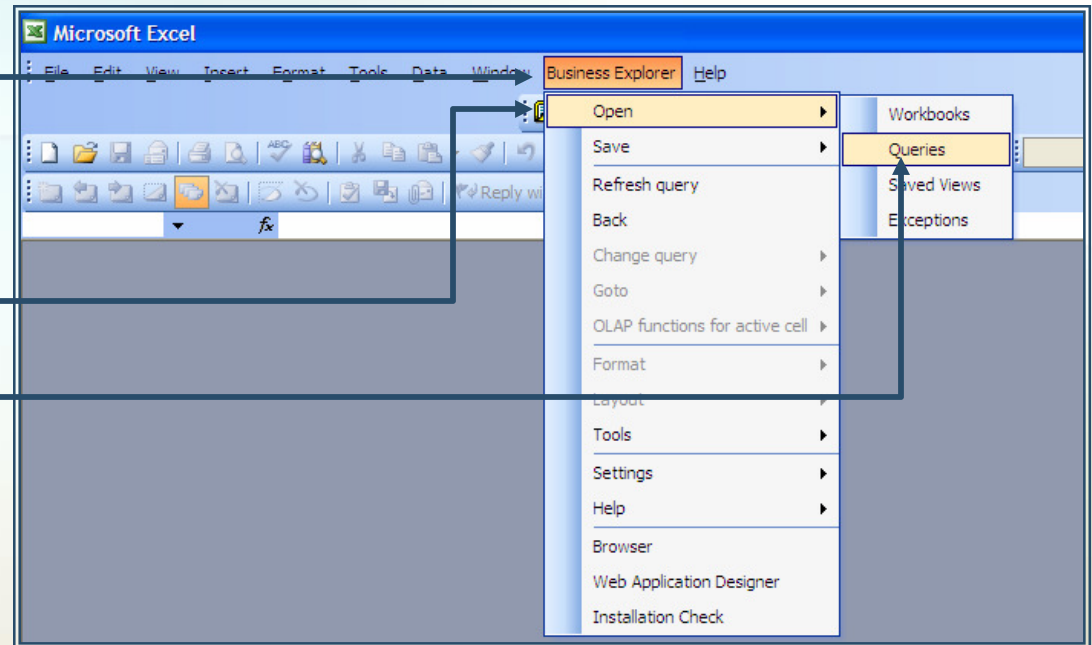 Microsoft Excel
File Edit View Insert Format Tools Data Window Business Explorer Help
Open
Workbooks
Save
Queries
Refresh query
Saved Views
Reply wi
Back
Exceptions
fx
Change query
Goto
OLAP functions for active cell
Format
Layout
Tools
Settings
Help
Browser
Web Application Designer
Installation Check